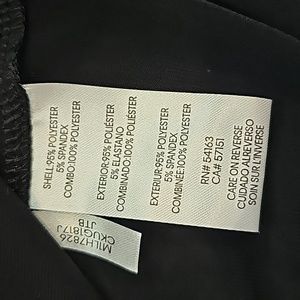 SHELL:95% POLYESTER
5% SPANDEX
COMBO:100% POLYESTER
EXTERIOR:95% POLIÉSTER
5% ELASTANO
COMBINADO:100% POLIÉSTER
EXTÉRIEUR:95% POLYESTER
5% SPANDEX
COMBINÉE:100% POLYESTER
RN# 54163
CA# 57151
CARE ON REVERSE
CUIDADO AL REVERSO
SOIN SUR L'INVERSE
MILH7826
CKUG1817J
JTB